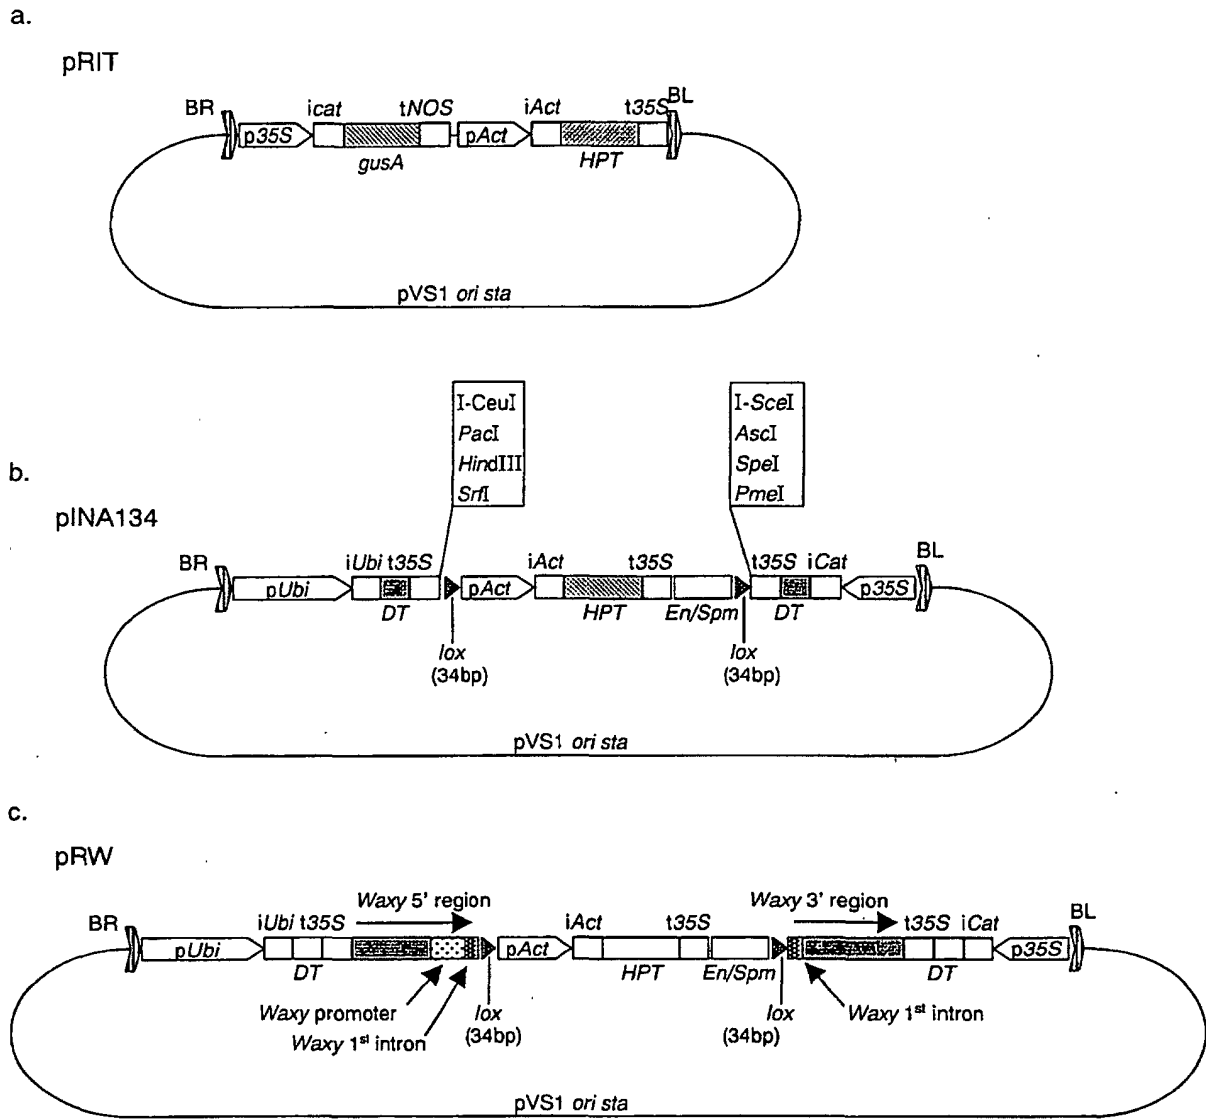 a.
pRIT
BR icat tNOS iAct t35S BL
p35S pAct
gusA HPT
pVS1 ori sta
I-CeuI
PacI
HindIII
SrfI
I-SceI
AscI
SpeI
PmeI
b.
pINA134
BR iUbi t35S iAct t35S t35S iCat BL
pUbi pAct p35S
DT HPT En/Spm DT
lox
(34bp)
lox
(34bp)
pVS1 ori sta
c.
pRW
Waxy 5' region Waxy 3' region
BR iUbi t35S iAct t35S t35S iCat BL
pUbi pAct p35S
DT HPT En/Spm DT
Waxy promoter
Waxy 1st intron
lox
(34bp)
lox
(34bp)
Waxy 1st intron
pVS1 ori sta